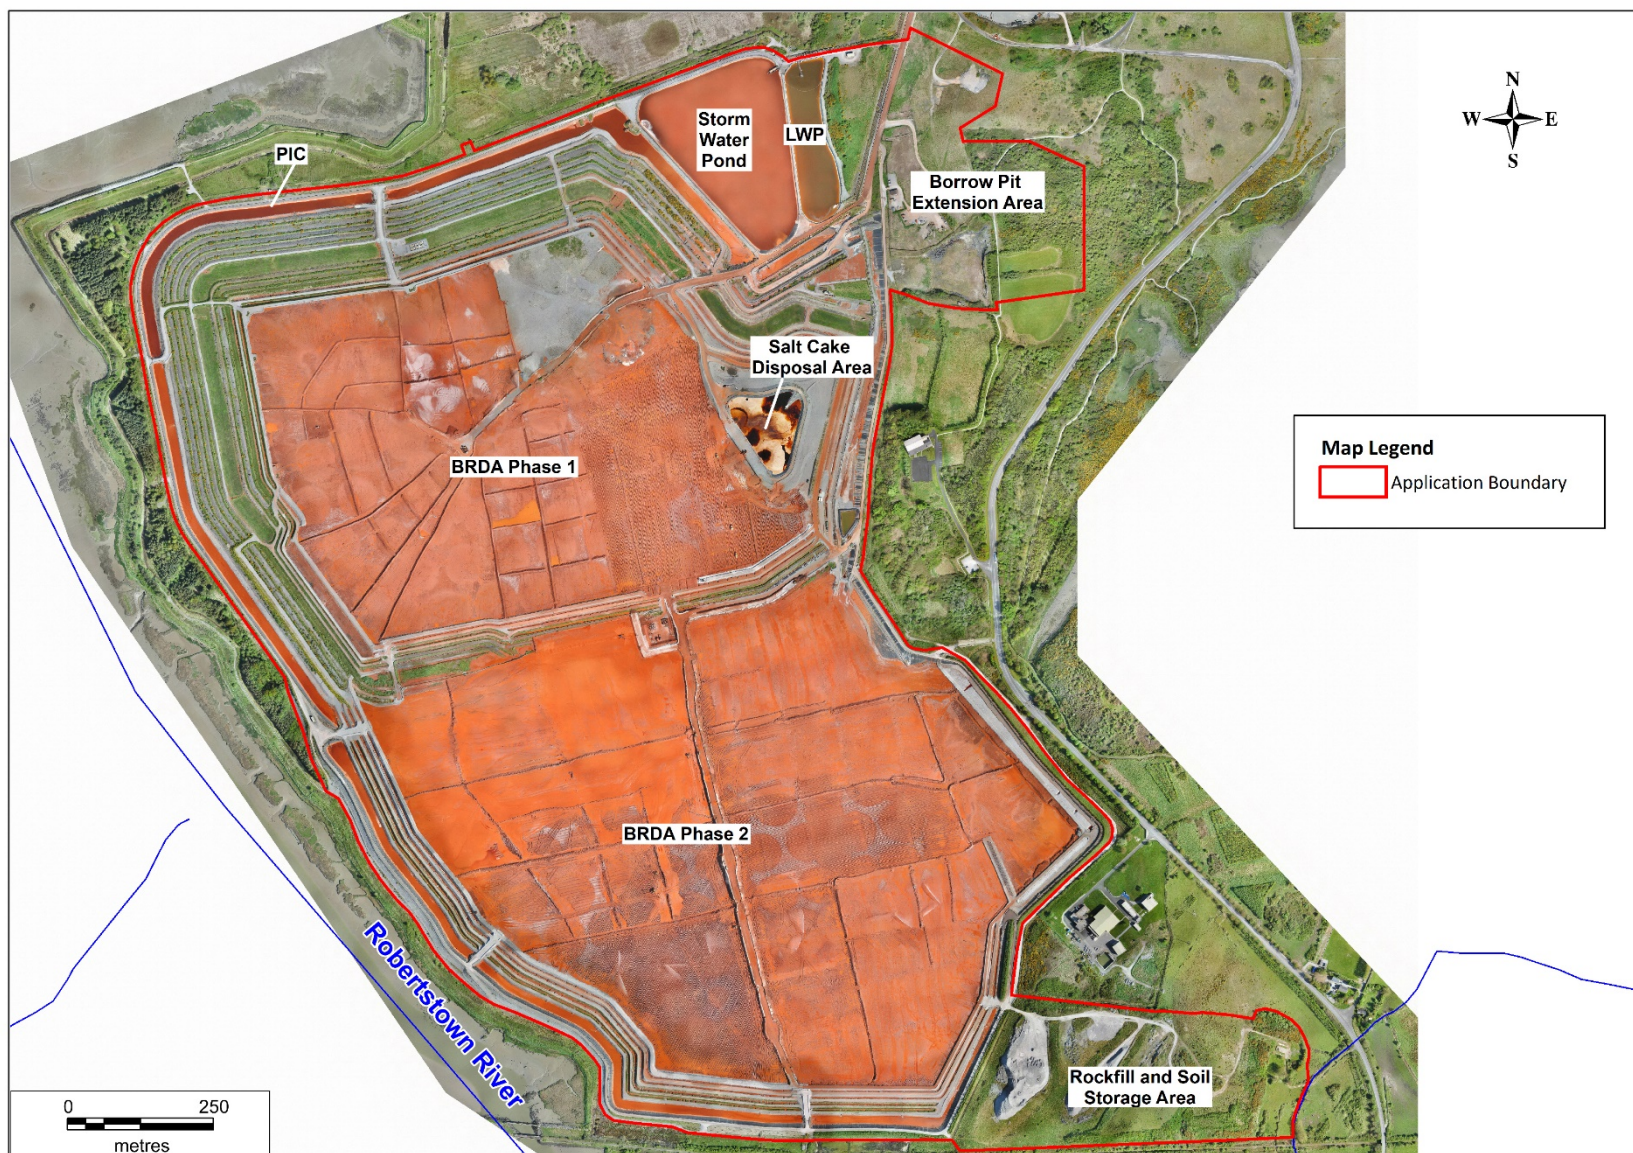 N
W E
S
Storm
Water
Pond
LWP
PIC
Borrow Pit
Extension Area
Salt Cake
Disposal Area
Map Legend
Application Boundary
BRDA Phase 1
BRDA Phase 2
Robertstown River
Rockfill and Soil
Storage Area
0 250
metres